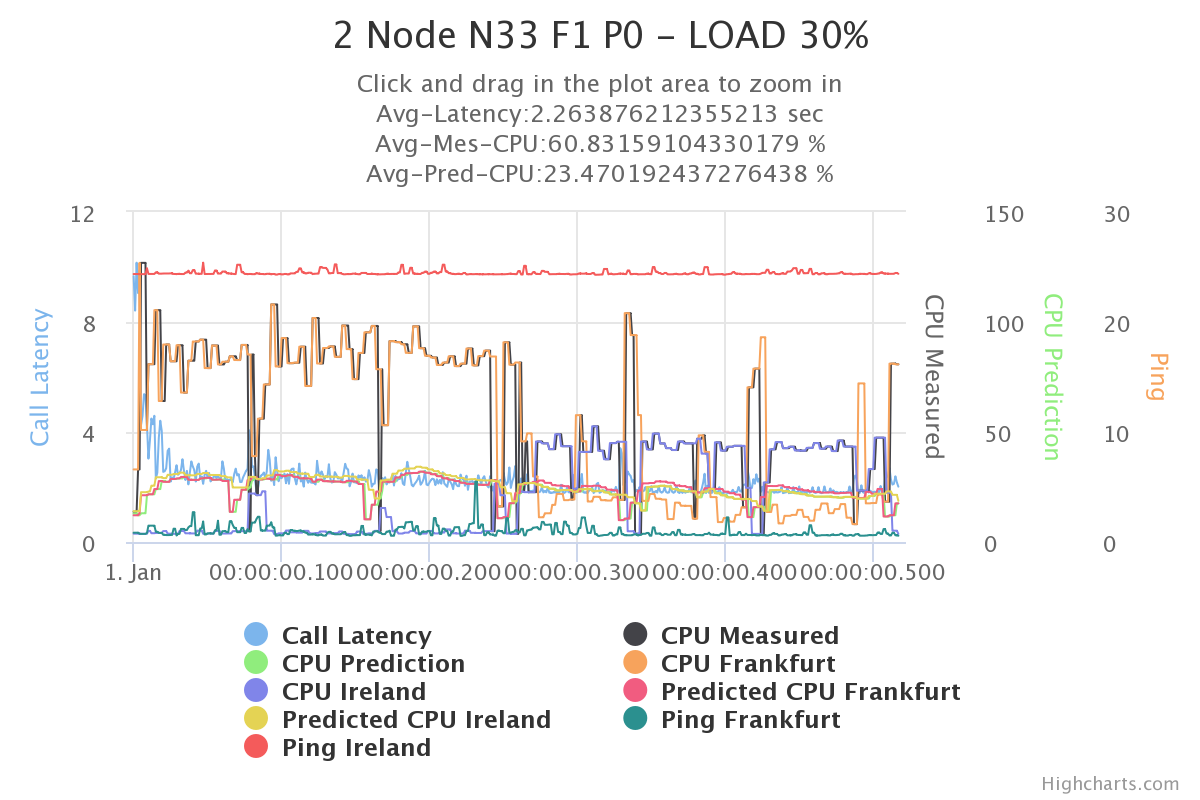 2 Node N33 F1 P0 - LOAD 30%
Click and drag in the plot area to zoom in
Avg-Latency:2.263876212355213 sec
Avg-Mes-CPU:60.83159104330179 %
Avg-Pred-CPU:23.470192437276438 %
12 150 30
8 100 20
4 50 10
0 0 0
Call Latency
CPU Measured
CPU Prediction
Ping
1. Jan 00:00:00.100 00:00:00.200 00:00:00.300 00:00:00.400 00:00:00.500
Call Latency CPU Measured
CPU Prediction CPU Frankfurt
CPU Ireland Predicted CPU Frankfurt
Predicted CPU Ireland Ping Frankfurt
Ping Ireland
Highcharts.com